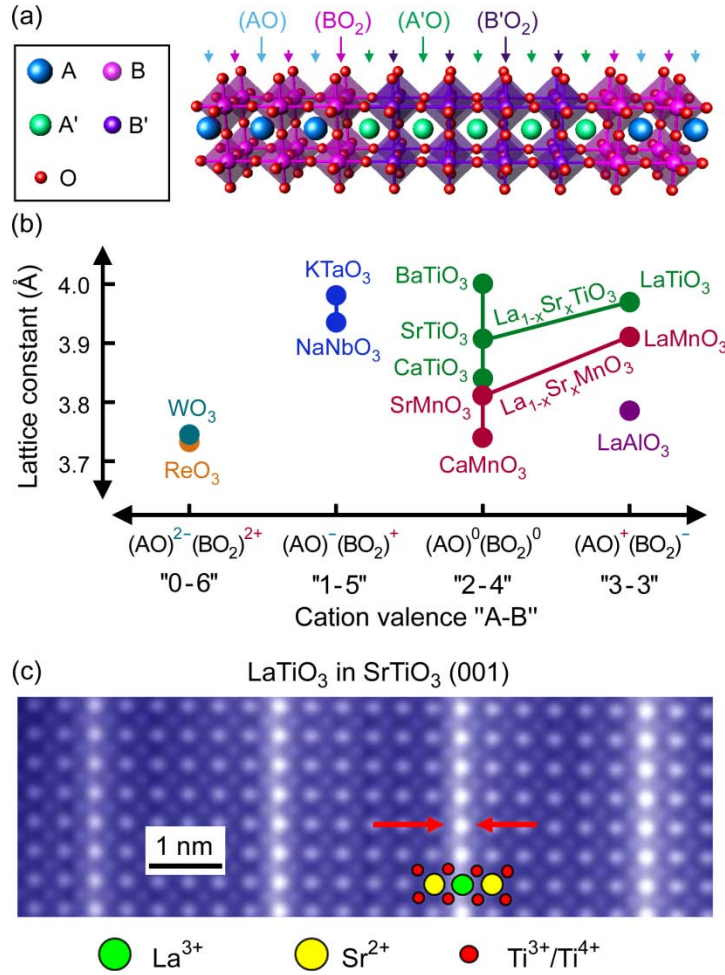 (a)
(AO) (BO₂) (A'O) (B'O₂)
A B
A' B'
O
(b)
Lattice constant (Å)
4.0
3.9
3.8
3.7
KTaO₃
NaNbO₃
WO₃
ReO₃
BaTiO₃
SrTiO₃
CaTiO₃
SrMnO₃
CaMnO₃
La₁₋ₓSrₓTiO₃
La₁₋ₓSrₓMnO₃
LaTiO₃
LaMnO₃
LaAlO₃
(AO)²⁻(BO₂)²⁺ (AO)⁻(BO₂)⁺ (AO)⁰(BO₂)⁰ (AO)⁺(BO₂)⁻
"0-6" "1-5" "2-4" "3-3"
Cation valence "A-B"
(c)
LaTiO₃ in SrTiO₃ (001)
1 nm
La³⁺ Sr²⁺ Ti³⁺/Ti⁴⁺